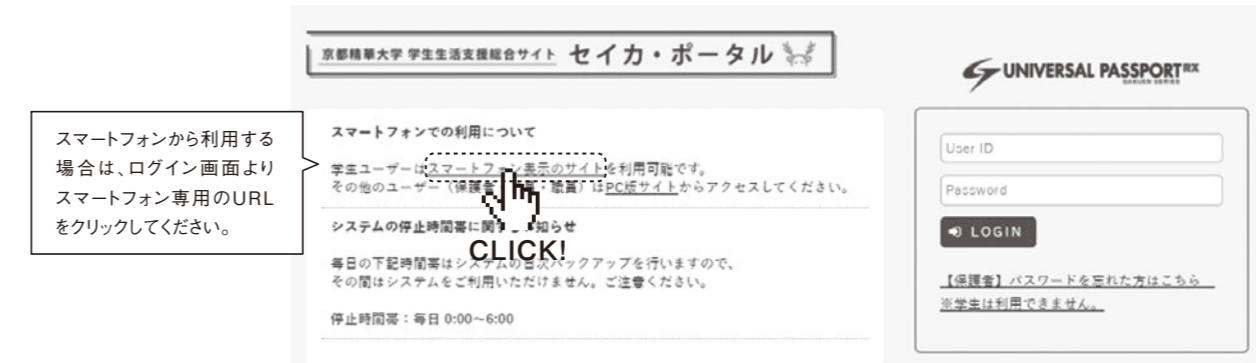 京都精華大学 学生生活支援総合サイト セイカ・ポータル
UNIVERSAL PASSPORT RX
GAKUEN SERIES
スマートフォンから利用する
場合は、ログイン画面より
スマートフォン専用のURL
をクリックしてください。
スマートフォンでの利用について
学生ユーザーはスマートフォン表示のサイトを利用可能です。
その他のユーザー（保護者・ ・職員）はPC版サイトからアクセスしてください。
システムの停止時間帯に関す 知らせ
CLICK!
毎日の下記時間帯はシステムの日次バックアップを行いますので、
その間はシステムをご利用いただけません。ご注意ください。
停止時間帯：毎日 0:00～6:00
User ID
Password
LOGIN
【保護者】パスワードを忘れた方はこちら
※学生は利用できません。